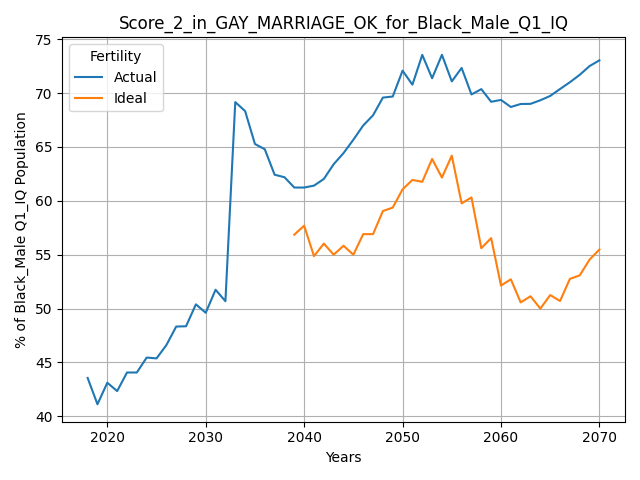 Score_2_in_GAY_MARRIAGE_OK_for_Black_Male_Q1_IQ
75
70
65
60
55
50
45
40
% of Black_Male Q1_IQ Population
Fertility
Actual
Ideal
2020 2030 2040 2050 2060 2070
Years